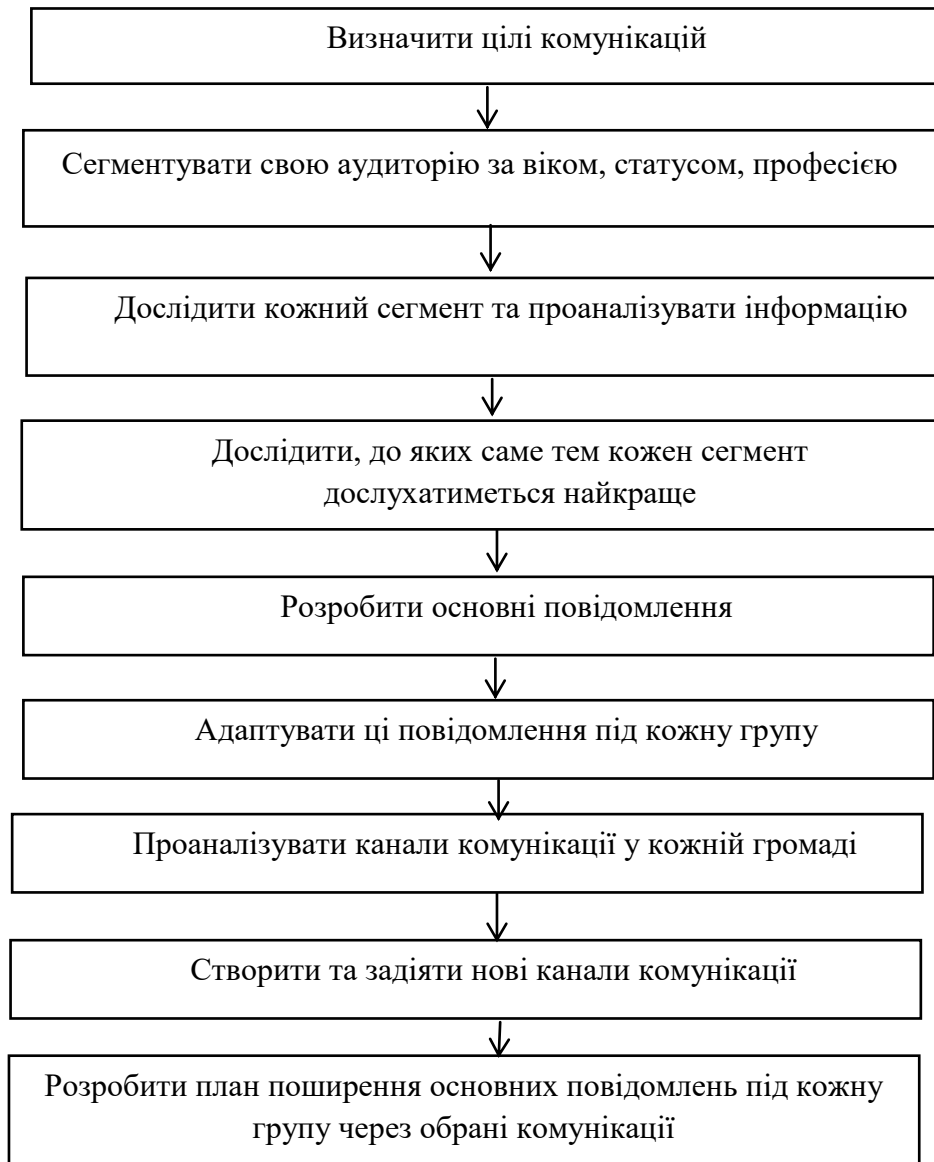 Визначити цілі комунікацій
Сегментувати свою аудиторію за віком, статусом, професією
Дослідити кожний сегмент та проаналізувати інформацію
Дослідити, до яких саме тем кожен сегмент
дослухатиметься найкраще
Розробити основні повідомлення
Адаптувати ці повідомлення під кожну групу
Проаналізувати канали комунікації у кожній громаді
Створити та задіяти нові канали комунікації
Розробити план поширення основних повідомлень під кожну
групу через обрані комунікації